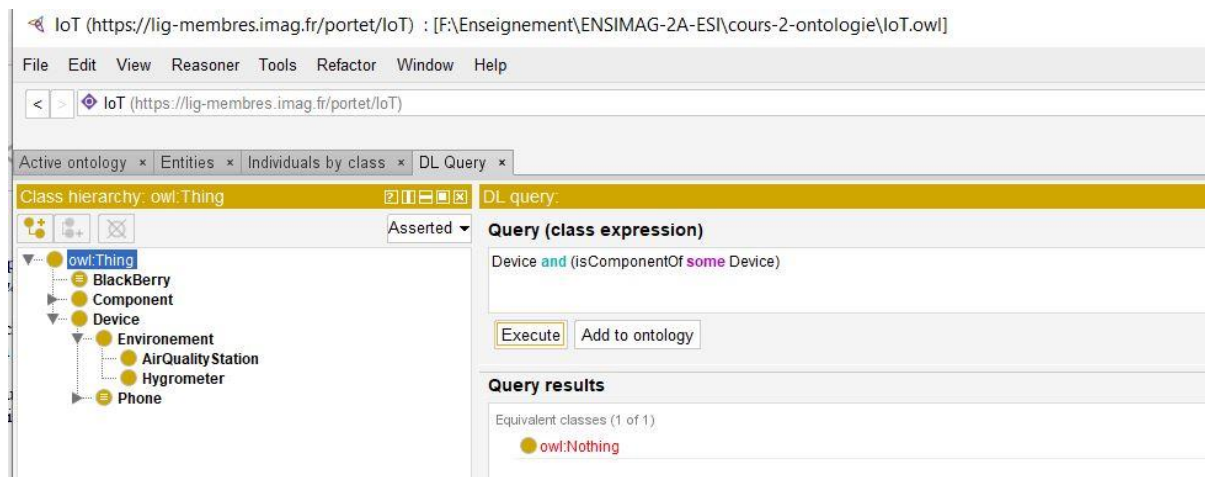 IoT (https://lig-membres.imag.fr/portet/IoT) : [F:\Enseignement\ENSIMAG-2A-ESI\cours-2-ontologie\IoT.owl]
File Edit View Reasoner Tools Refactor Window Help
< > IoT (https://lig-membres.imag.fr/portet/IoT)
Active ontology × Entities × Individuals by class × DL Query ×
Class hierarchy: owl:Thing
Asserted
owl:Thing
BlackBerry
Component
Device
Environement
AirQualityStation
Hygrometer
Phone
DL query:
Query (class expression)
Device and (isComponentOf some Device)
Execute Add to ontology
Query results
Equivalent classes (1 of 1)
owl:Nothing